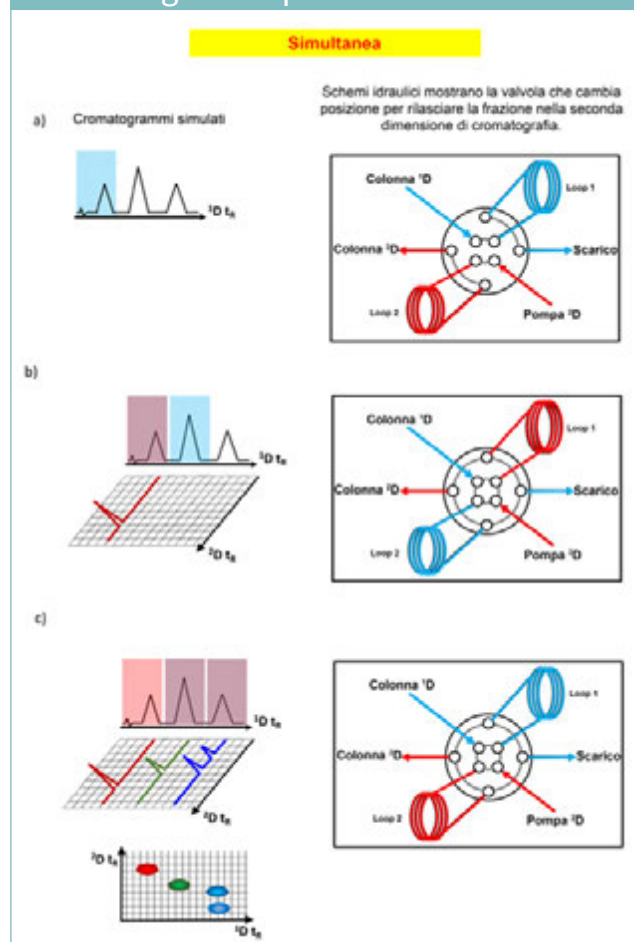 Simultanea
a) Cromatogrammi simulati
Schemi idraulici mostrano la valvola che cambia
posizione per rilasciare la frazione nella seconda
dimensione di cromatografia.
¹D tR
Colonna ¹D
Loop 1
Colonna ²D
Scarico
Loop 2
Pompa ²D
b)
¹D tR
²D tR
Colonna ¹D
Loop 1
Colonna ²D
Scarico
Loop 2
Pompa ²D
c)
¹D tR
²D tR
²D tR
¹D tR
Colonna ¹D
Loop 1
Colonna ²D
Scarico
Loop 2
Pompa ²D